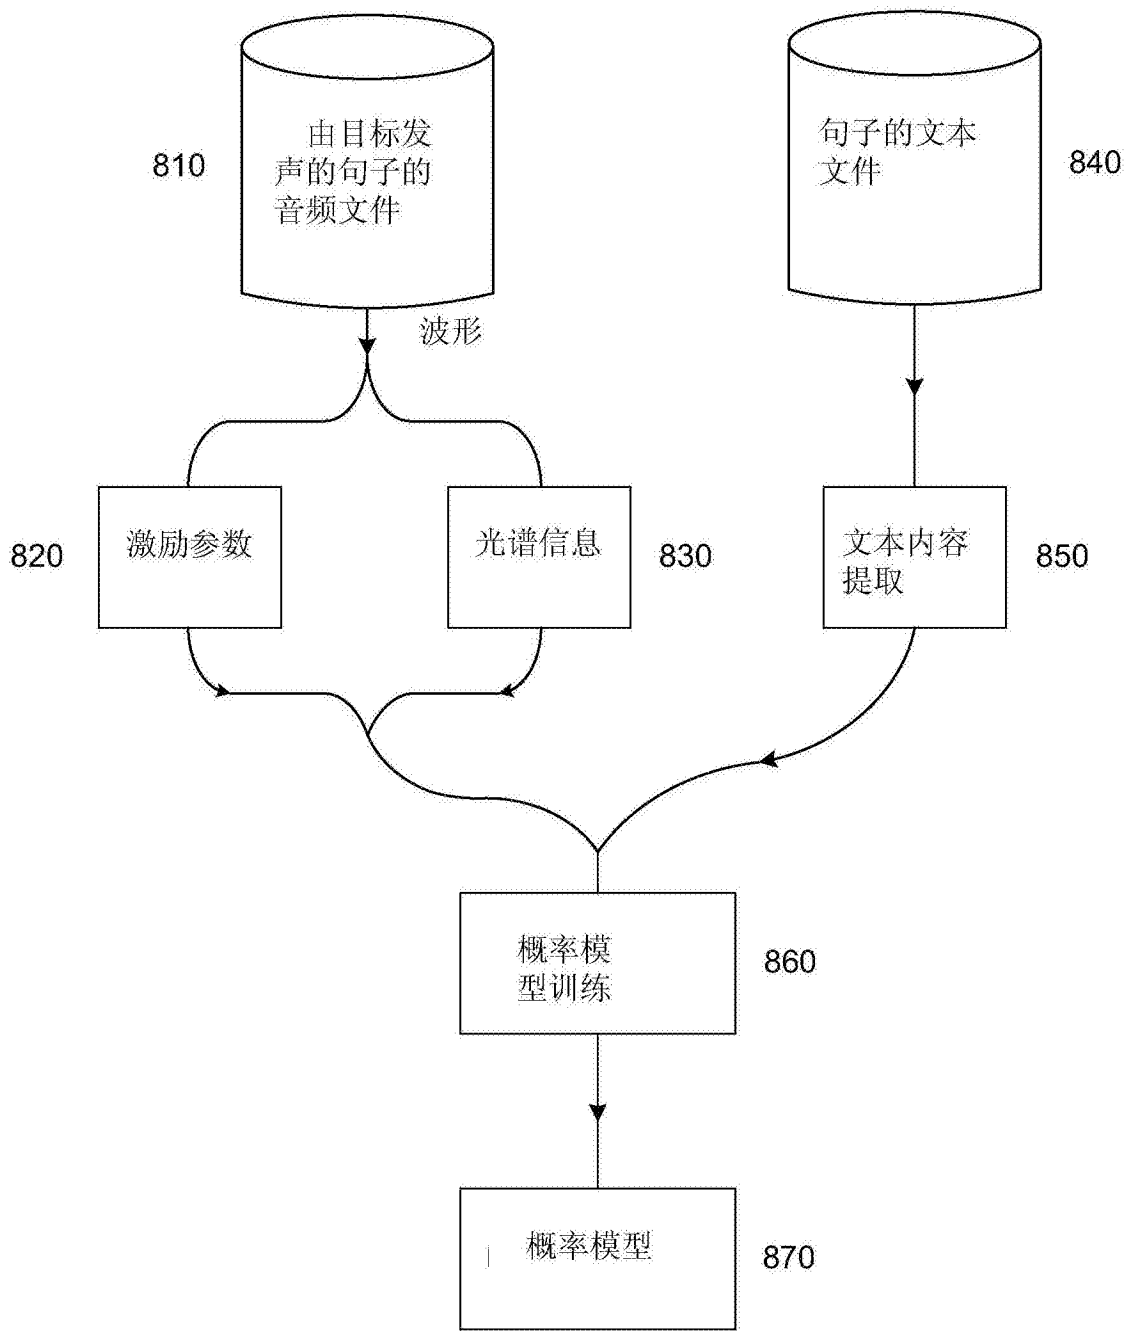 由目标发
声的句子的
音频文件
810
句子的文本
文件
840
波形
激励参数
820
光谱信息
830
文本内容
提取
850
概率模
型训练
860
概率模型
870